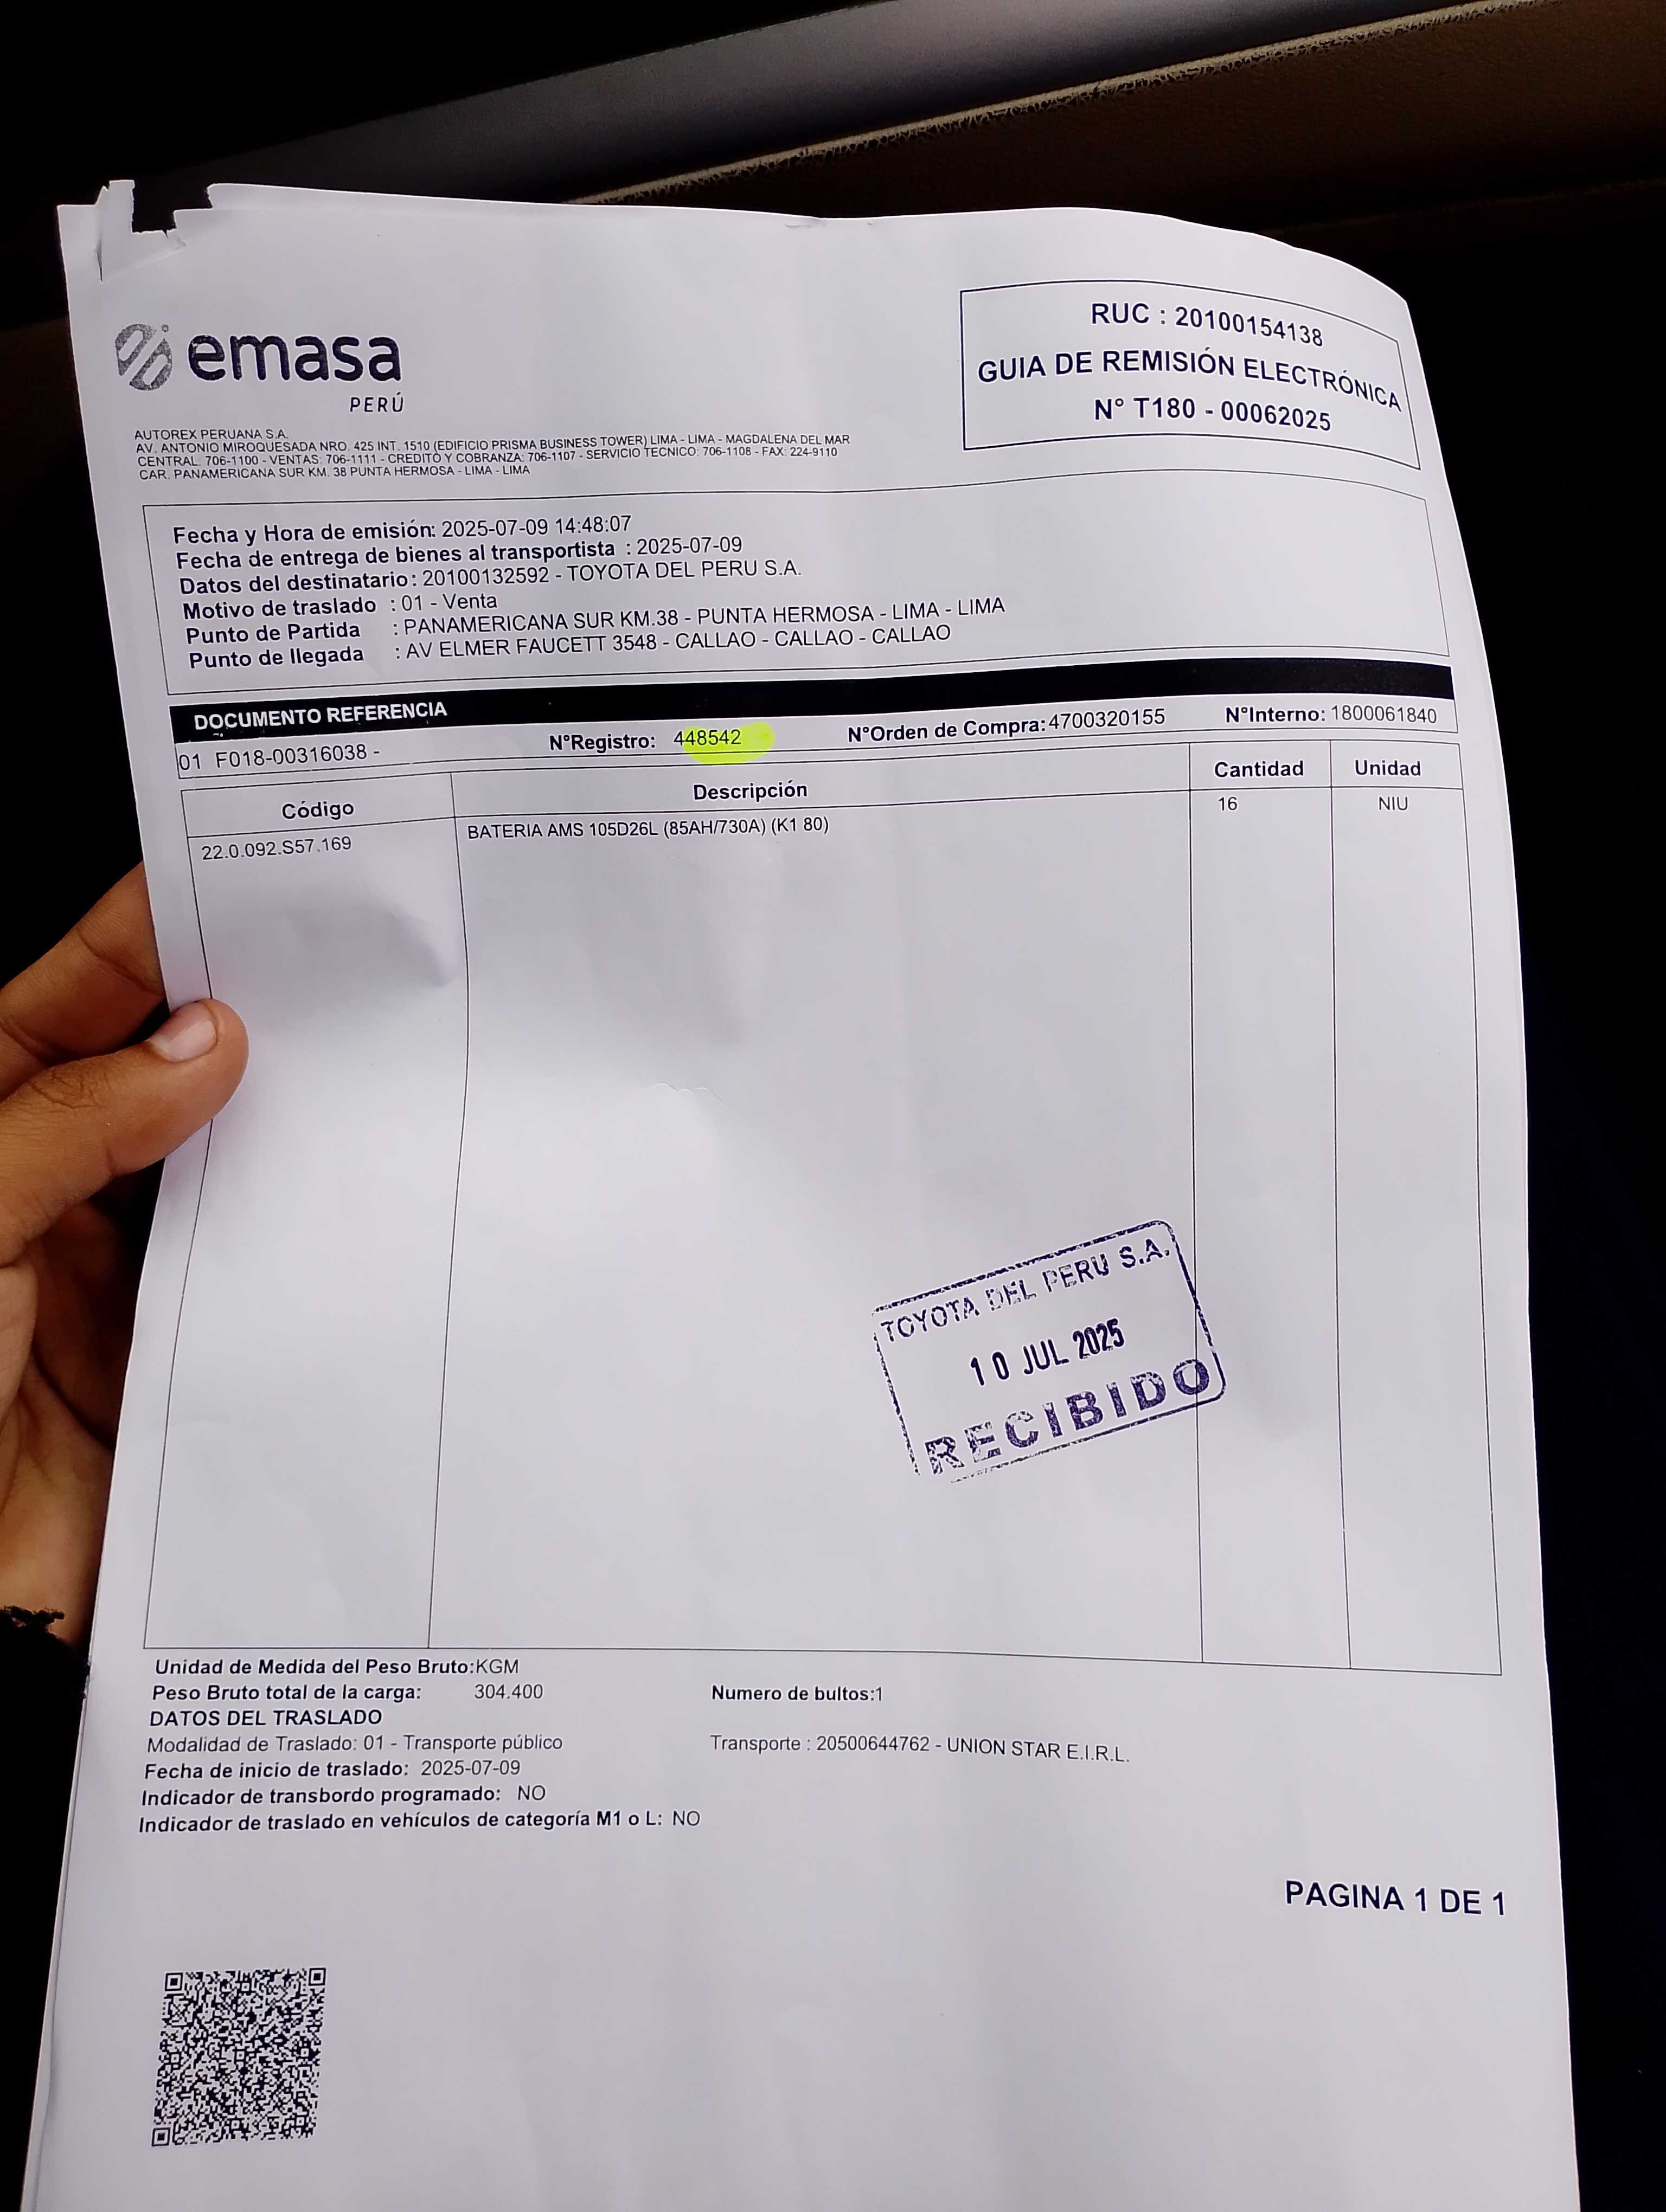 emasa
PERÚ
RUC : 20100154138
GUIA DE REMISIÓN ELECTRÓNICA
N° T180 - 00062025
AUTOREX PERUANA S.A.
AV. ANTONIO MIROQUESADA NRO. 425 INT. 1510 (EDIFICIO PRISMA BUSINESS TOWER) LIMA - LIMA - MAGDALENA DEL MAR
CENTRAL: 706-1100 - VENTAS: 706-1111 - CREDITO Y COBRANZA: 706-1107 - SERVICIO TECNICO: 706-1108 - FAX: 224-9110
CAR. PANAMERICANA SUR KM. 38 PUNTA HERMOSA - LIMA - LIMA
Fecha y Hora de emisión: 2025-07-09 14:48:07
Fecha de entrega de bienes al transportista : 2025-07-09
Datos del destinatario : 20100132592 - TOYOTA DEL PERU S.A.
Motivo de traslado : 01 - Venta
Punto de Partida : PANAMERICANA SUR KM.38 - PUNTA HERMOSA - LIMA - LIMA
Punto de llegada : AV ELMER FAUCETT 3548 - CALLAO - CALLAO - CALLAO
DOCUMENTO REFERENCIA
01 F018-00316038 - N°Registro: 448542 N°Orden de Compra: 4700320155 N°Interno: 1800061840
Código Descripción Cantidad Unidad
22.0.092.S57.169 BATERIA AMS 105D26L (85AH/730A) (K1 80) 16 NIU
TOYOTA DEL PERU S.A.
10 JUL 2025
RECIBIDO
Unidad de Medida del Peso Bruto:KGM
Peso Bruto total de la carga: 304.400 Numero de bultos:1
DATOS DEL TRASLADO
Modalidad de Traslado: 01 - Transporte público Transporte : 20500644762 - UNION STAR E.I.R.L.
Fecha de inicio de traslado: 2025-07-09
Indicador de transbordo programado: NO
Indicador de traslado en vehículos de categoría M1 o L: NO
PAGINA 1 DE 1